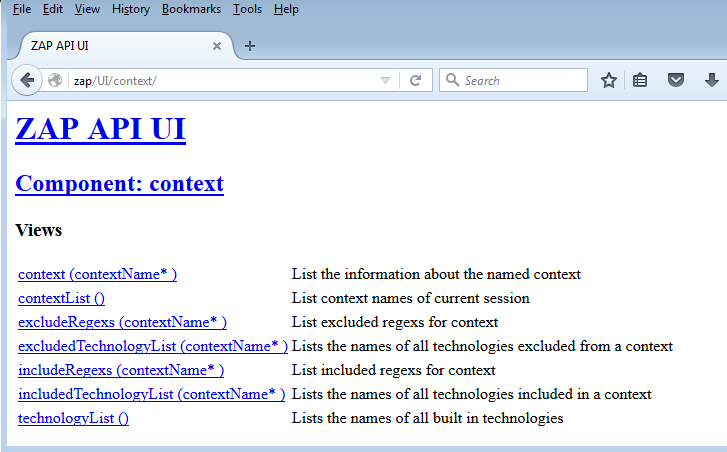 File Edit View History Bookmarks Tools Help
ZAP API UI
zap/UI/context/ Search
ZAP API UI
Component: context
Views
context (contextName* ) List the information about the named context
contextList () List context names of current session
excludeRegexs (contextName* ) List excluded regexs for context
excludedTechnologyList (contextName* ) Lists the names of all technologies excluded from a context
includeRegexs (contextName* ) List included regexs for context
includedTechnologyList (contextName* ) Lists the names of all technologies included in a context
technologyList () Lists the names of all built in technologies